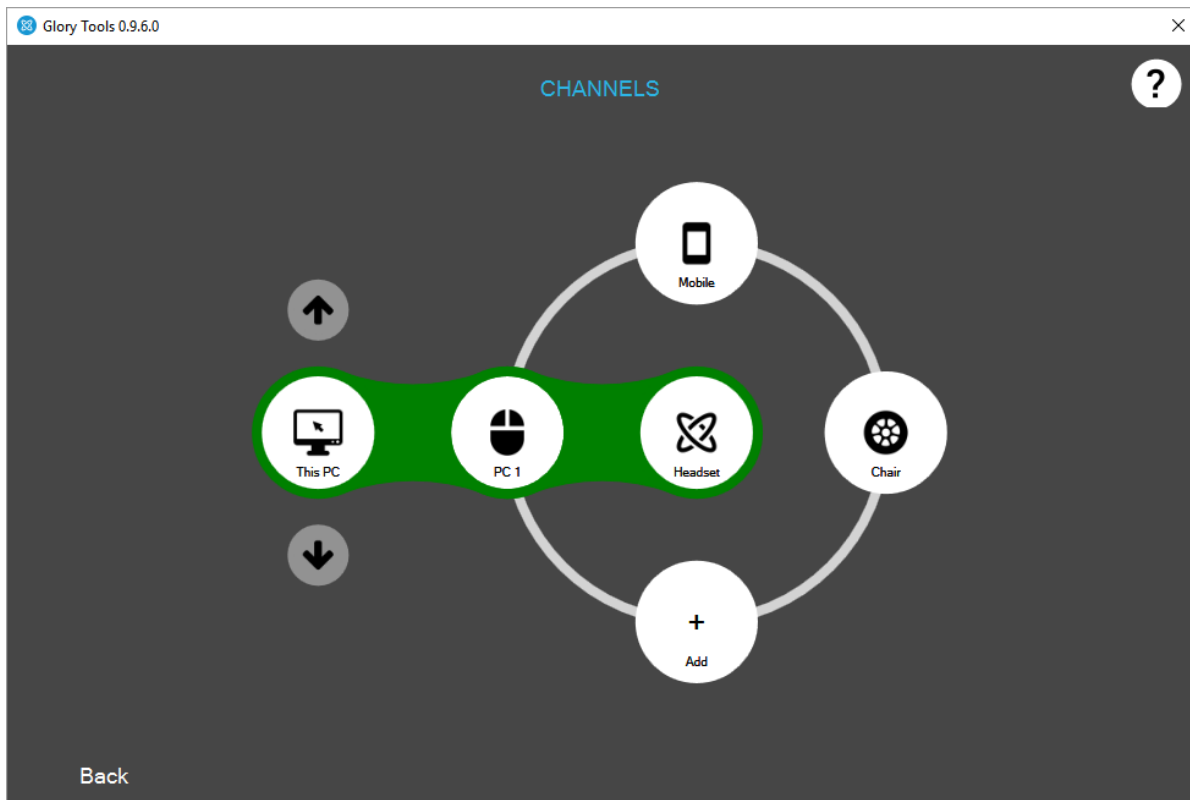 Glory Tools 0.9.6.0
CHANNELS
?
Mobile
This PC
PC 1
Headset
Chair
+
Add
Back